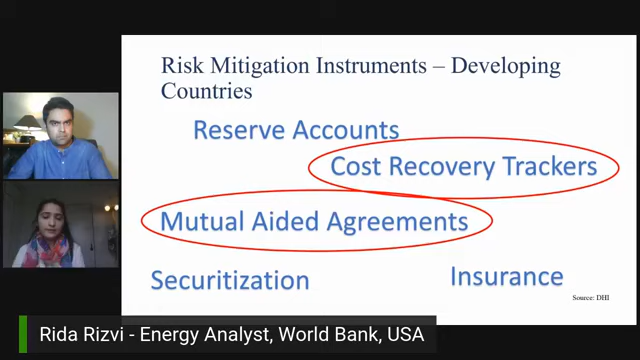 Risk Mitigation Instruments – Developing
Countries
Reserve Accounts
Cost Recovery Trackers
Mutual Aided Agreements
Securitization
Insurance
Source: DHI
Rida Rizvi - Energy Analyst, World Bank, USA